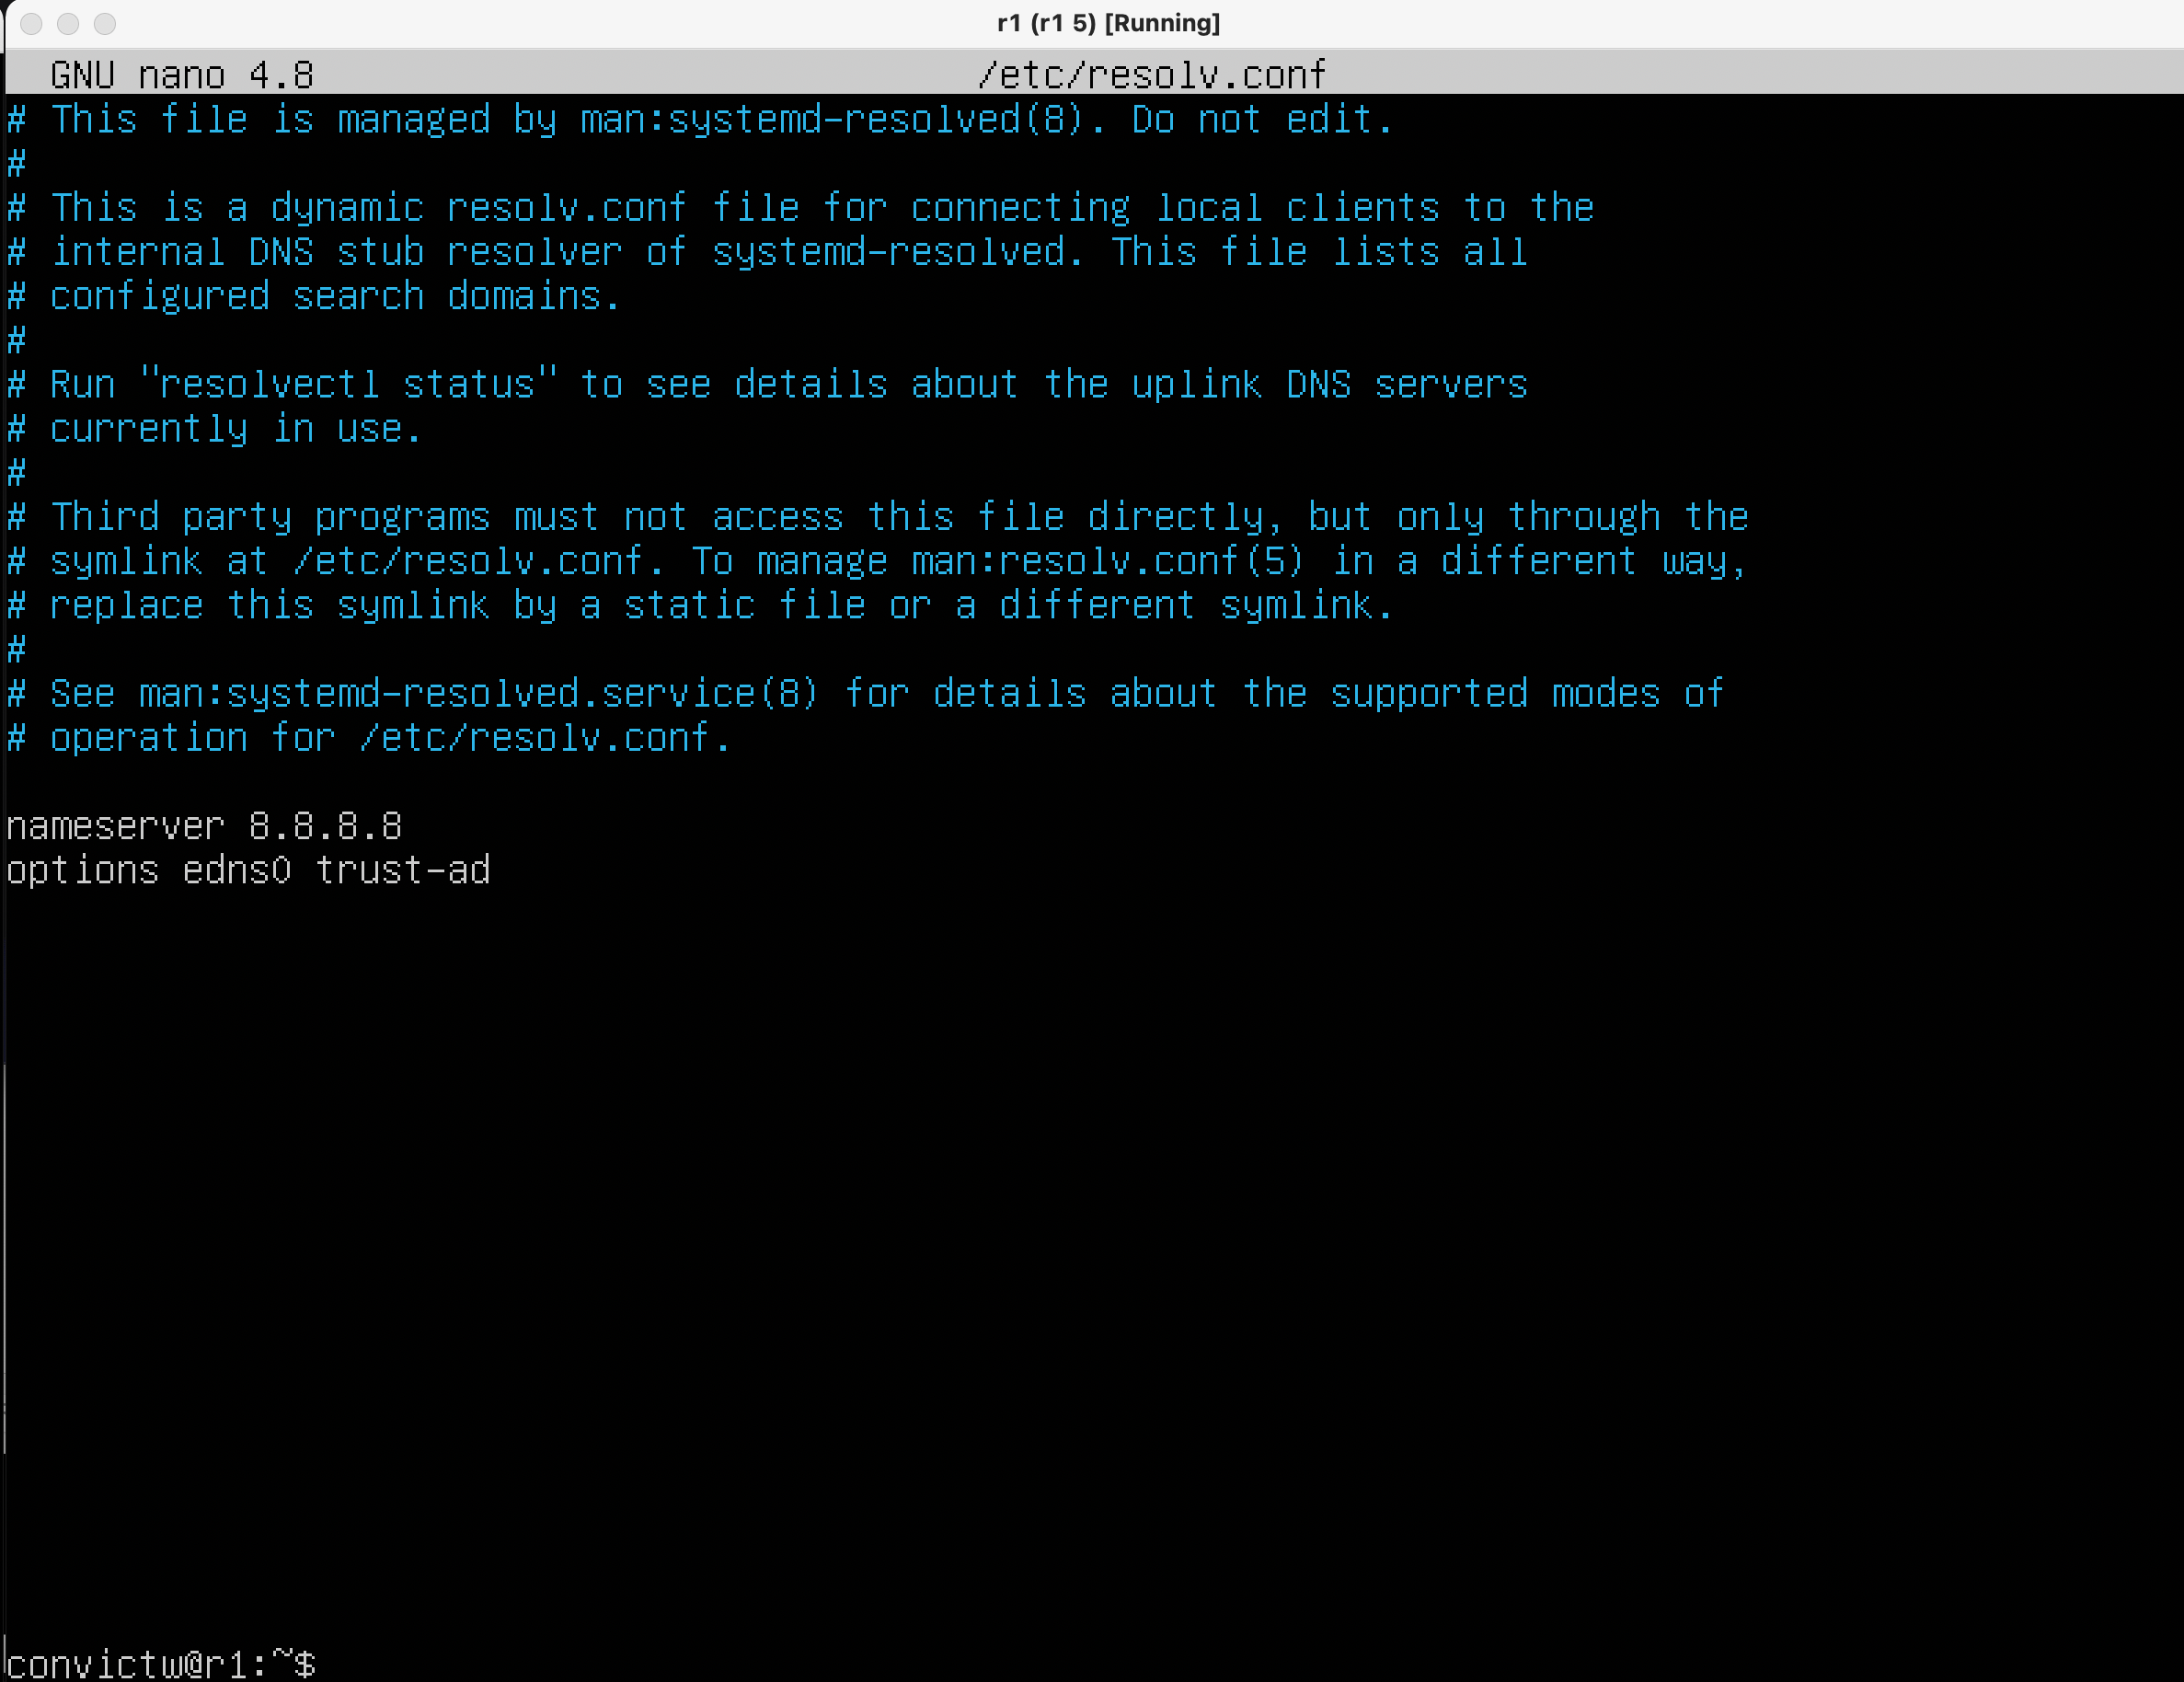 r1 (r1 5) [Running]
GNU nano 4.8 /etc/resolv.conf
# This file is managed by man:systemd-resolved(8). Do not edit.
#
# This is a dynamic resolv.conf file for connecting local clients to the
# internal DNS stub resolver of systemd-resolved. This file lists all
# configured search domains.
#
# Run "resolvectl status" to see details about the uplink DNS servers
# currently in use.
#
# Third party programs must not access this file directly, but only through the
# symlink at /etc/resolv.conf. To manage man:resolv.conf(5) in a different way,
# replace this symlink by a static file or a different symlink.
#
# See man:systemd-resolved.service(8) for details about the supported modes of
# operation for /etc/resolv.conf.
nameserver 8.8.8.8
options edns0 trust-ad
convictw@r1:~$